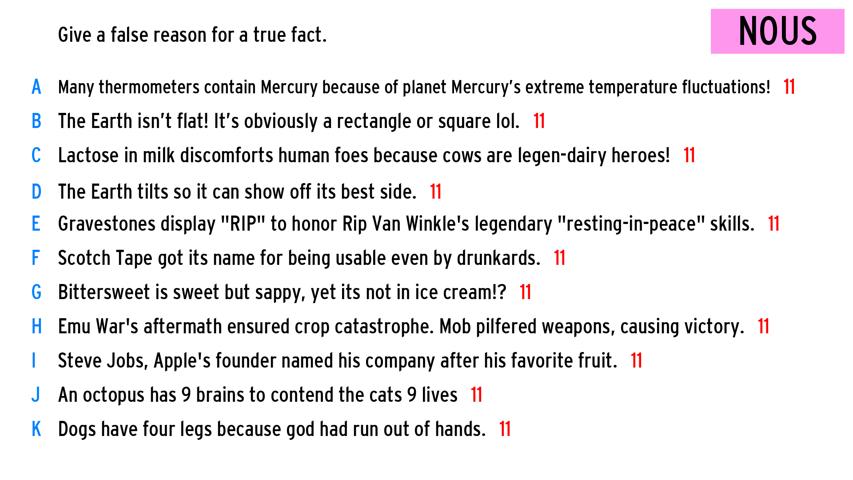 Give a false reason for a true fact.
NOUS
A Many thermometers contain Mercury because of planet Mercury's extreme temperature fluctuations! 11
B The Earth isn't flat! It's obviously a rectangle or square lol. 11
C Lactose in milk discomforts human foes because cows are legen-dairy heroes! 11
D The Earth tilts so it can show off its best side. 11
E Gravestones display "RIP" to honor Rip Van Winkle's legendary "resting-in-peace" skills. 11
F Scotch Tape got its name for being usable even by drunkards. 11
G Bittersweet is sweet but sappy, yet its not in ice cream!? 11
H Emu War's aftermath ensured crop catastrophe. Mob pilfered weapons, causing victory. 11
I Steve Jobs, Apple's founder named his company after his favorite fruit. 11
J An octopus has 9 brains to contend the cats 9 lives 11
K Dogs have four legs because god had run out of hands. 11